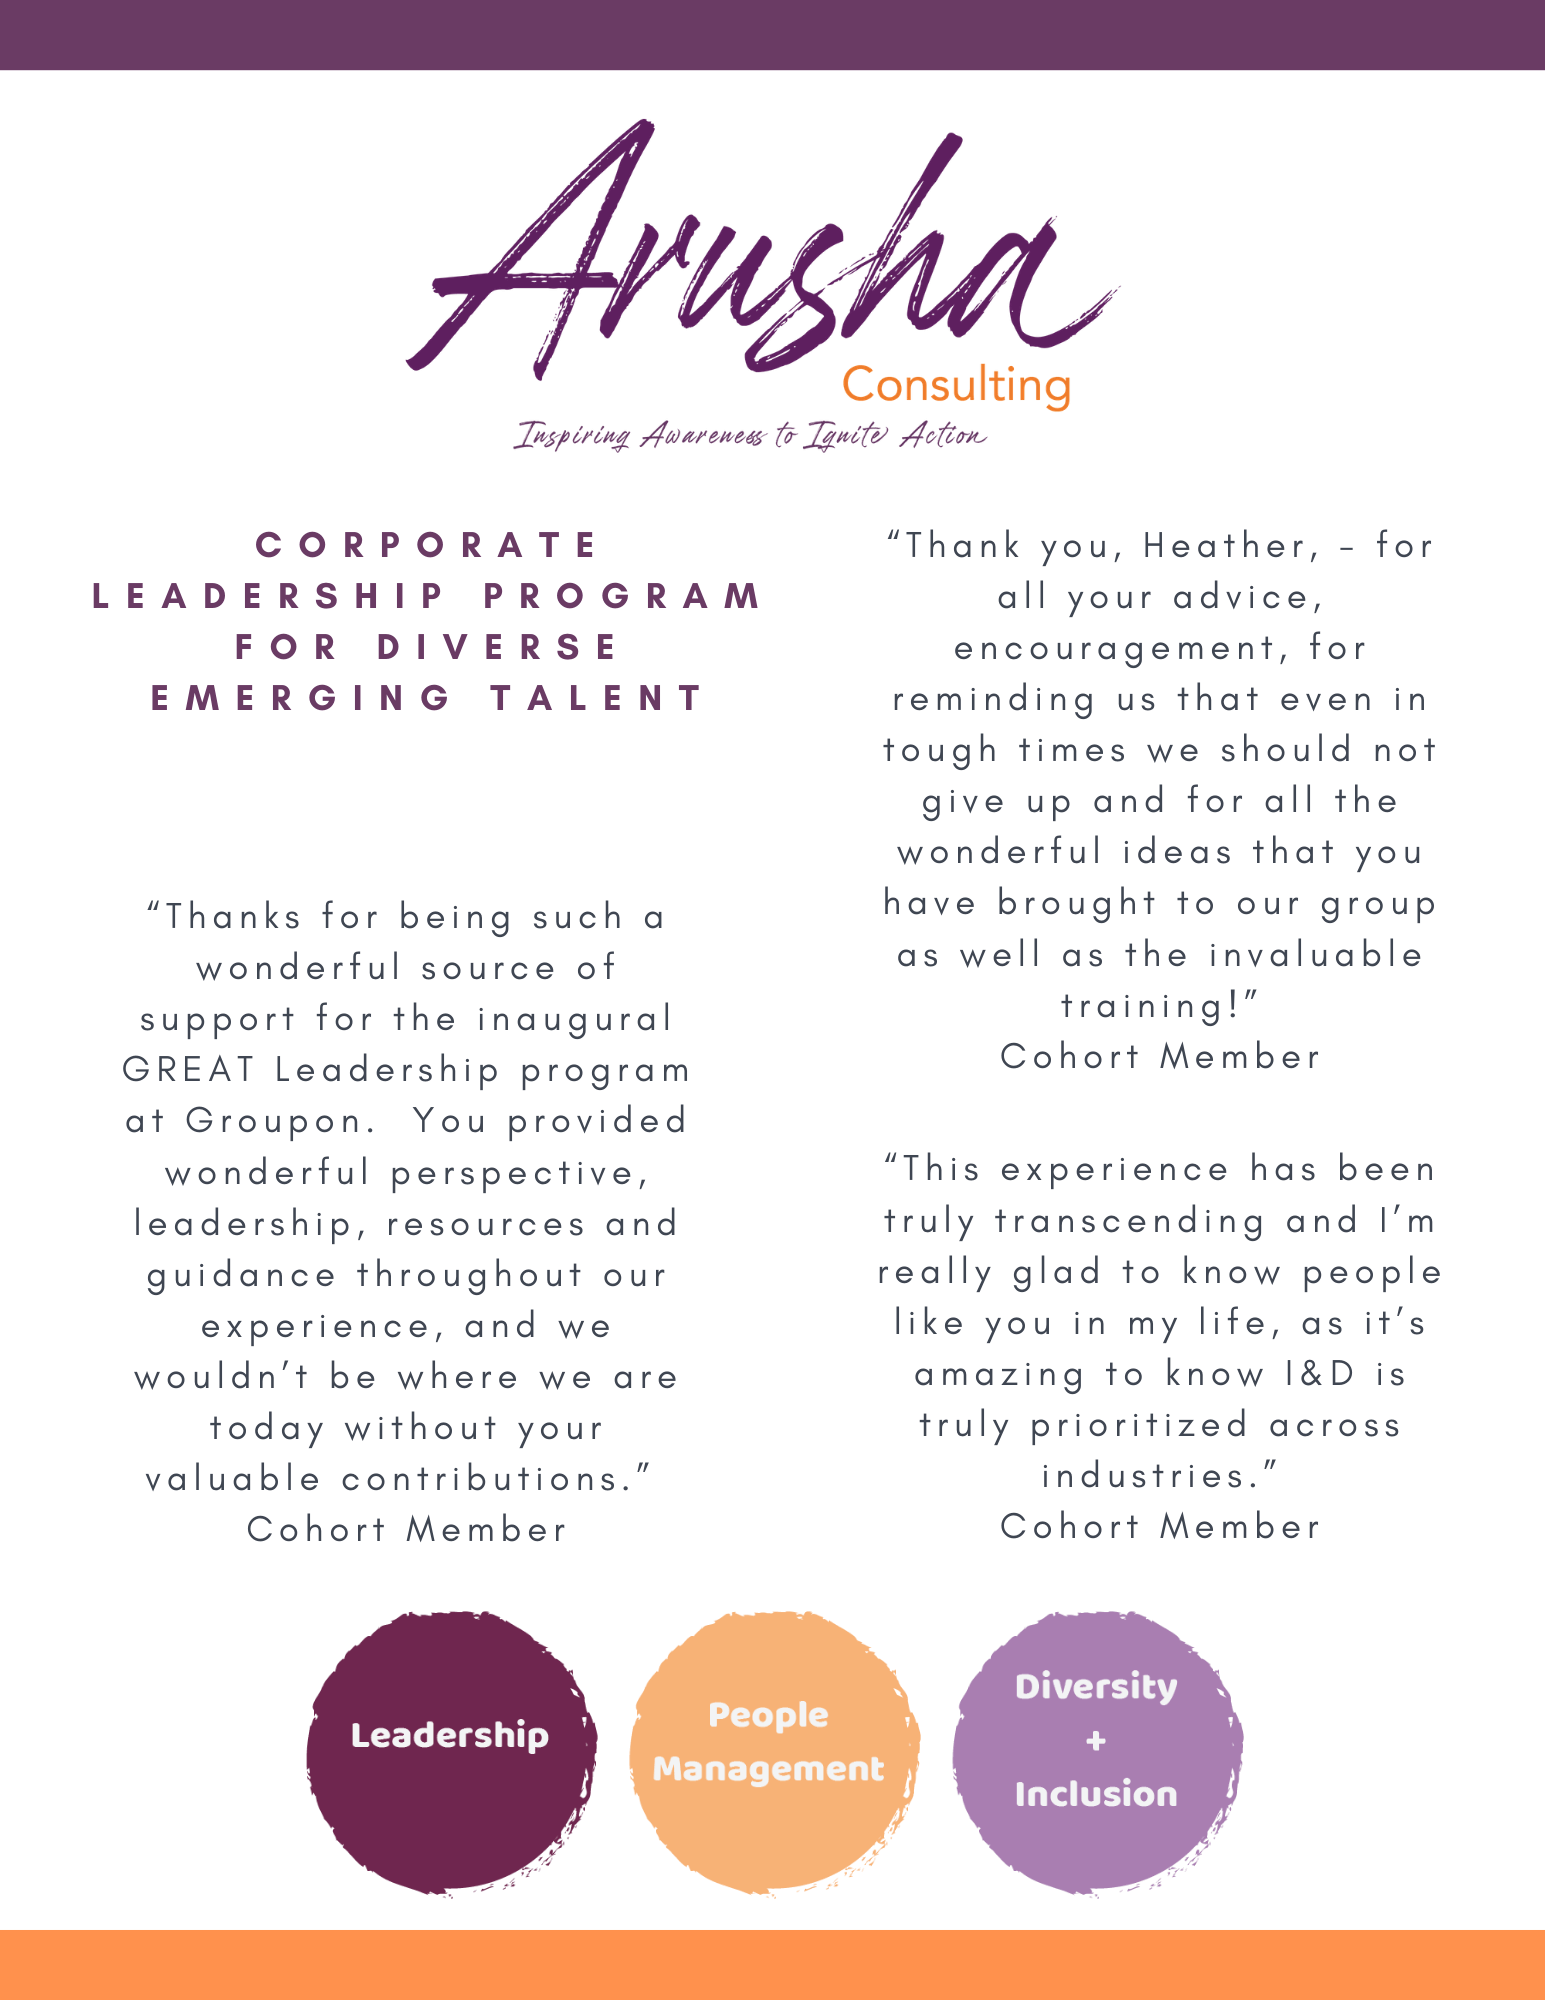 Arusha
Consulting
Inspiring Awareness to Ignite Action
CORPORATE
LEADERSHIP PROGRAM
FOR DIVERSE
EMERGING TALENT
“Thanks for being such a
wonderful source of
support for the inaugural
GREAT Leadership program
at Groupon.  You provided
wonderful perspective,
leadership, resources and
guidance throughout our
experience, and we
wouldn’t be where we are
today without your
valuable contributions.”
Cohort Member
“Thank you, Heather, – for
all your advice,
encouragement, for
reminding us that even in
tough times we should not
give up and for all the
wonderful ideas that you
have brought to our group
as well as the invaluable
training!”
Cohort Member
“This experience has been
truly transcending and I’m
really glad to know people
like you in my life, as it’s
amazing to know I&D is
truly prioritized across
industries.”
Cohort Member
Leadership
People
Management
Diversity
+
Inclusion